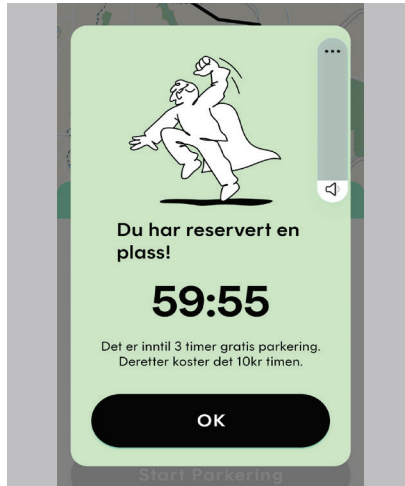 Du har reservert en
plass!
59:55
Det er inntil 3 timer gratis parkering.
Deretter koster det 10kr timen.
OK
Start Parkering